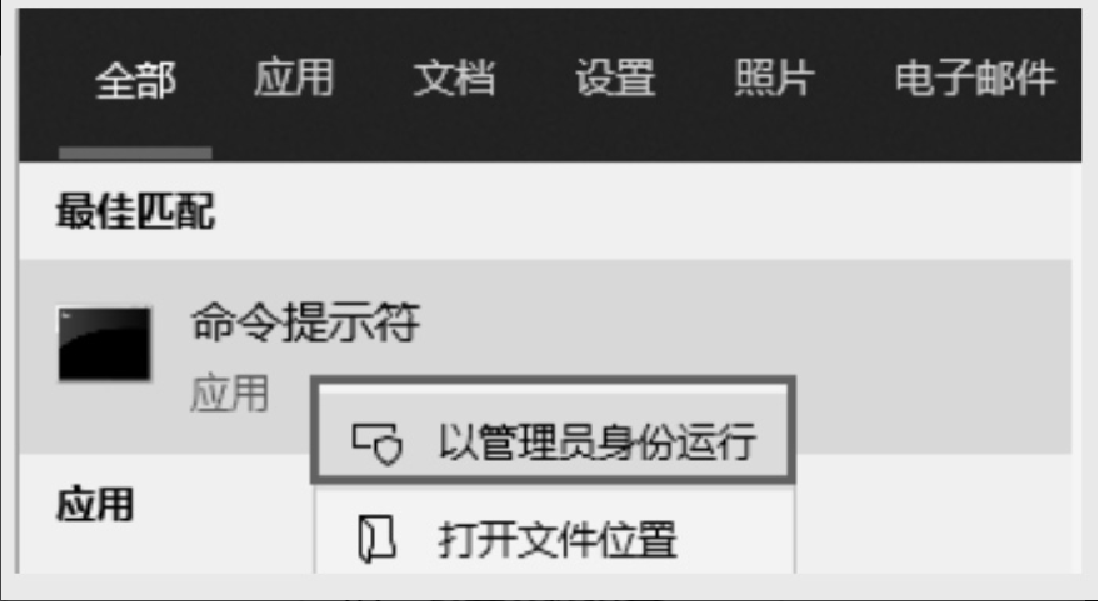 全部 应用 文档 设置 照片 电子邮件
最佳匹配
命令提示符
应用
以管理员身份运行
应用
打开文件位置